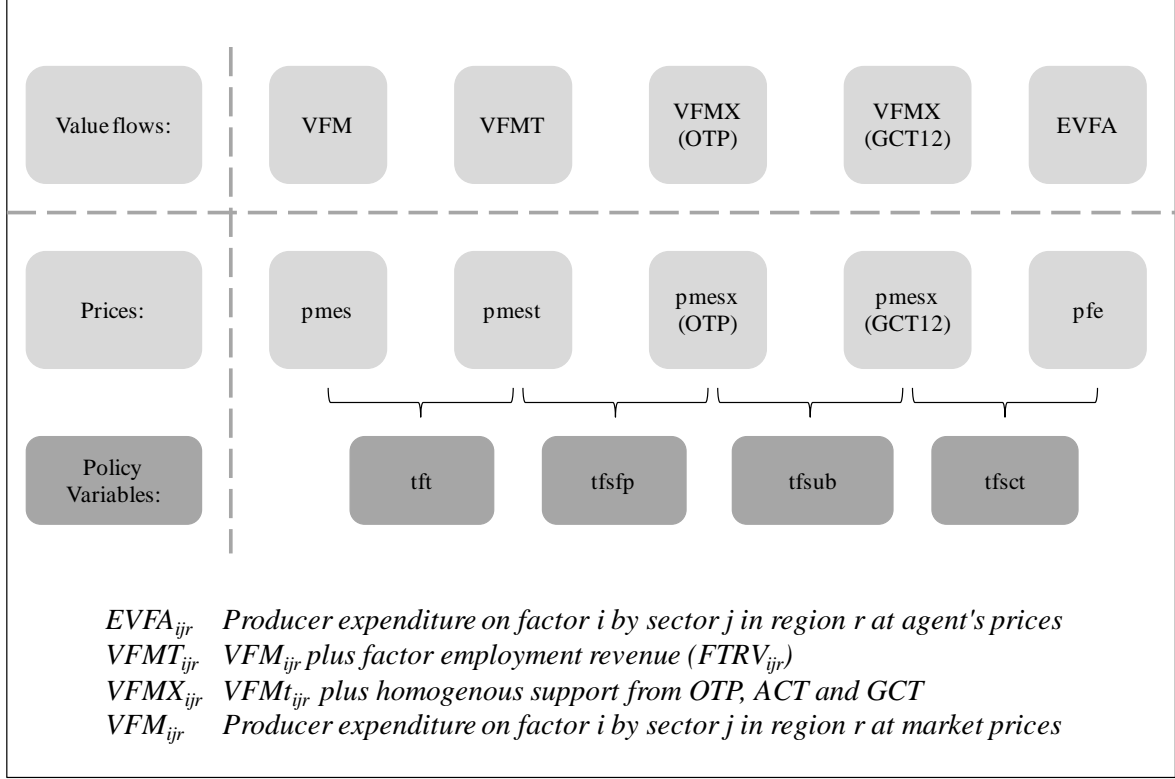 Value flows:
VFM
VFMT
VFMX
(OTP)
VFMX
(GCT12)
EVFA
Prices:
pmes
pmest
pmesx
(OTP)
pmesx
(GCT12)
pfe
Policy
Variables:
tft
tfsfp
tfsub
tfsct
EVFAijr Producer expenditure on factor i by sector j in region r at agent's prices
VFMTijr VFMijr plus factor employment revenue (FTRVijr)
VFMXijr VFMtijr plus homogenous support from OTP, ACT and GCT
VFMijr Producer expenditure on factor i by sector j in region r at market prices